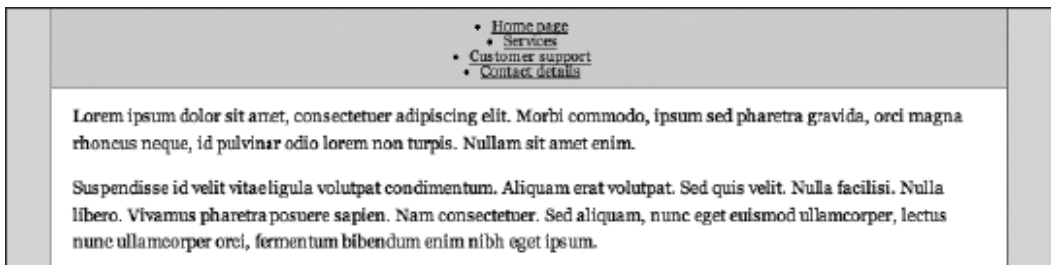 • Home page
• Services
• Customer support
• Contact details
Lorem ipsum dolor sit amet, consectetuer adipiscing elit. Morbi commodo, ipsum sed pharetra gravida, orci magna
rhoncus neque, id pulvinar odio lorem non turpis. Nullam sit amet enim.
Suspendisse id velit vitae ligula volutpat condimentum. Aliquam erat volutpat. Sed quis velit. Nulla facilisi. Nulla
libero. Vivamus pharetra posuere sapien. Nam consectetuer. Sed aliquam, nunc eget euismod ullamcorper, lectus
nunc ullamcorper orci, fermentum bibendum enim nibh eget ipsum.